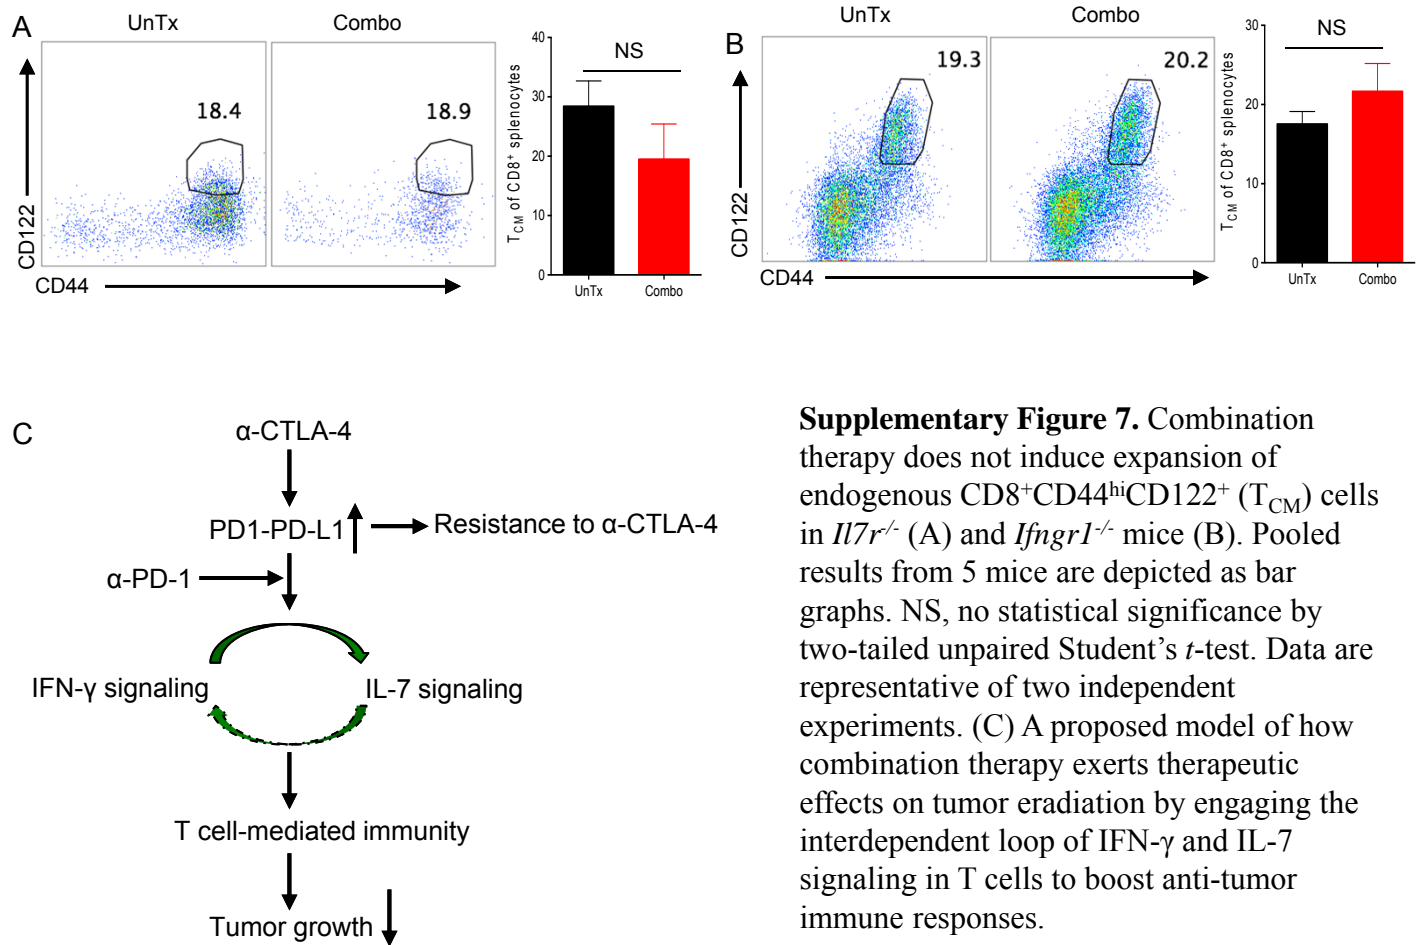 A
UnTx
Combo
18.4
18.9
CD122
CD44
40
30
20
10
0
T_CM of CD8⁺ splenocytes
NS
UnTx
Combo
B
UnTx
Combo
19.3
20.2
CD122
CD44
30
20
10
0
T_CM of CD8⁺ splenocytes
NS
UnTx
Combo
C
α-CTLA-4
PD1-PD-L1
Resistance to α-CTLA-4
α-PD-1
IFN-γ signaling
IL-7 signaling
T cell-mediated immunity
Tumor growth
Supplementary Figure 7. Combination
therapy does not induce expansion of
endogenous CD8⁺CD44ʰⁱCD122⁺ (T_CM) cells
in Il7r⁻/⁻ (A) and Ifngr1⁻/⁻ mice (B). Pooled
results from 5 mice are depicted as bar
graphs. NS, no statistical significance by
two-tailed unpaired Student’s t-test. Data are
representative of two independent
experiments. (C) A proposed model of how
combination therapy exerts therapeutic
effects on tumor eradiation by engaging the
interdependent loop of IFN-γ and IL-7
signaling in T cells to boost anti-tumor
immune responses.